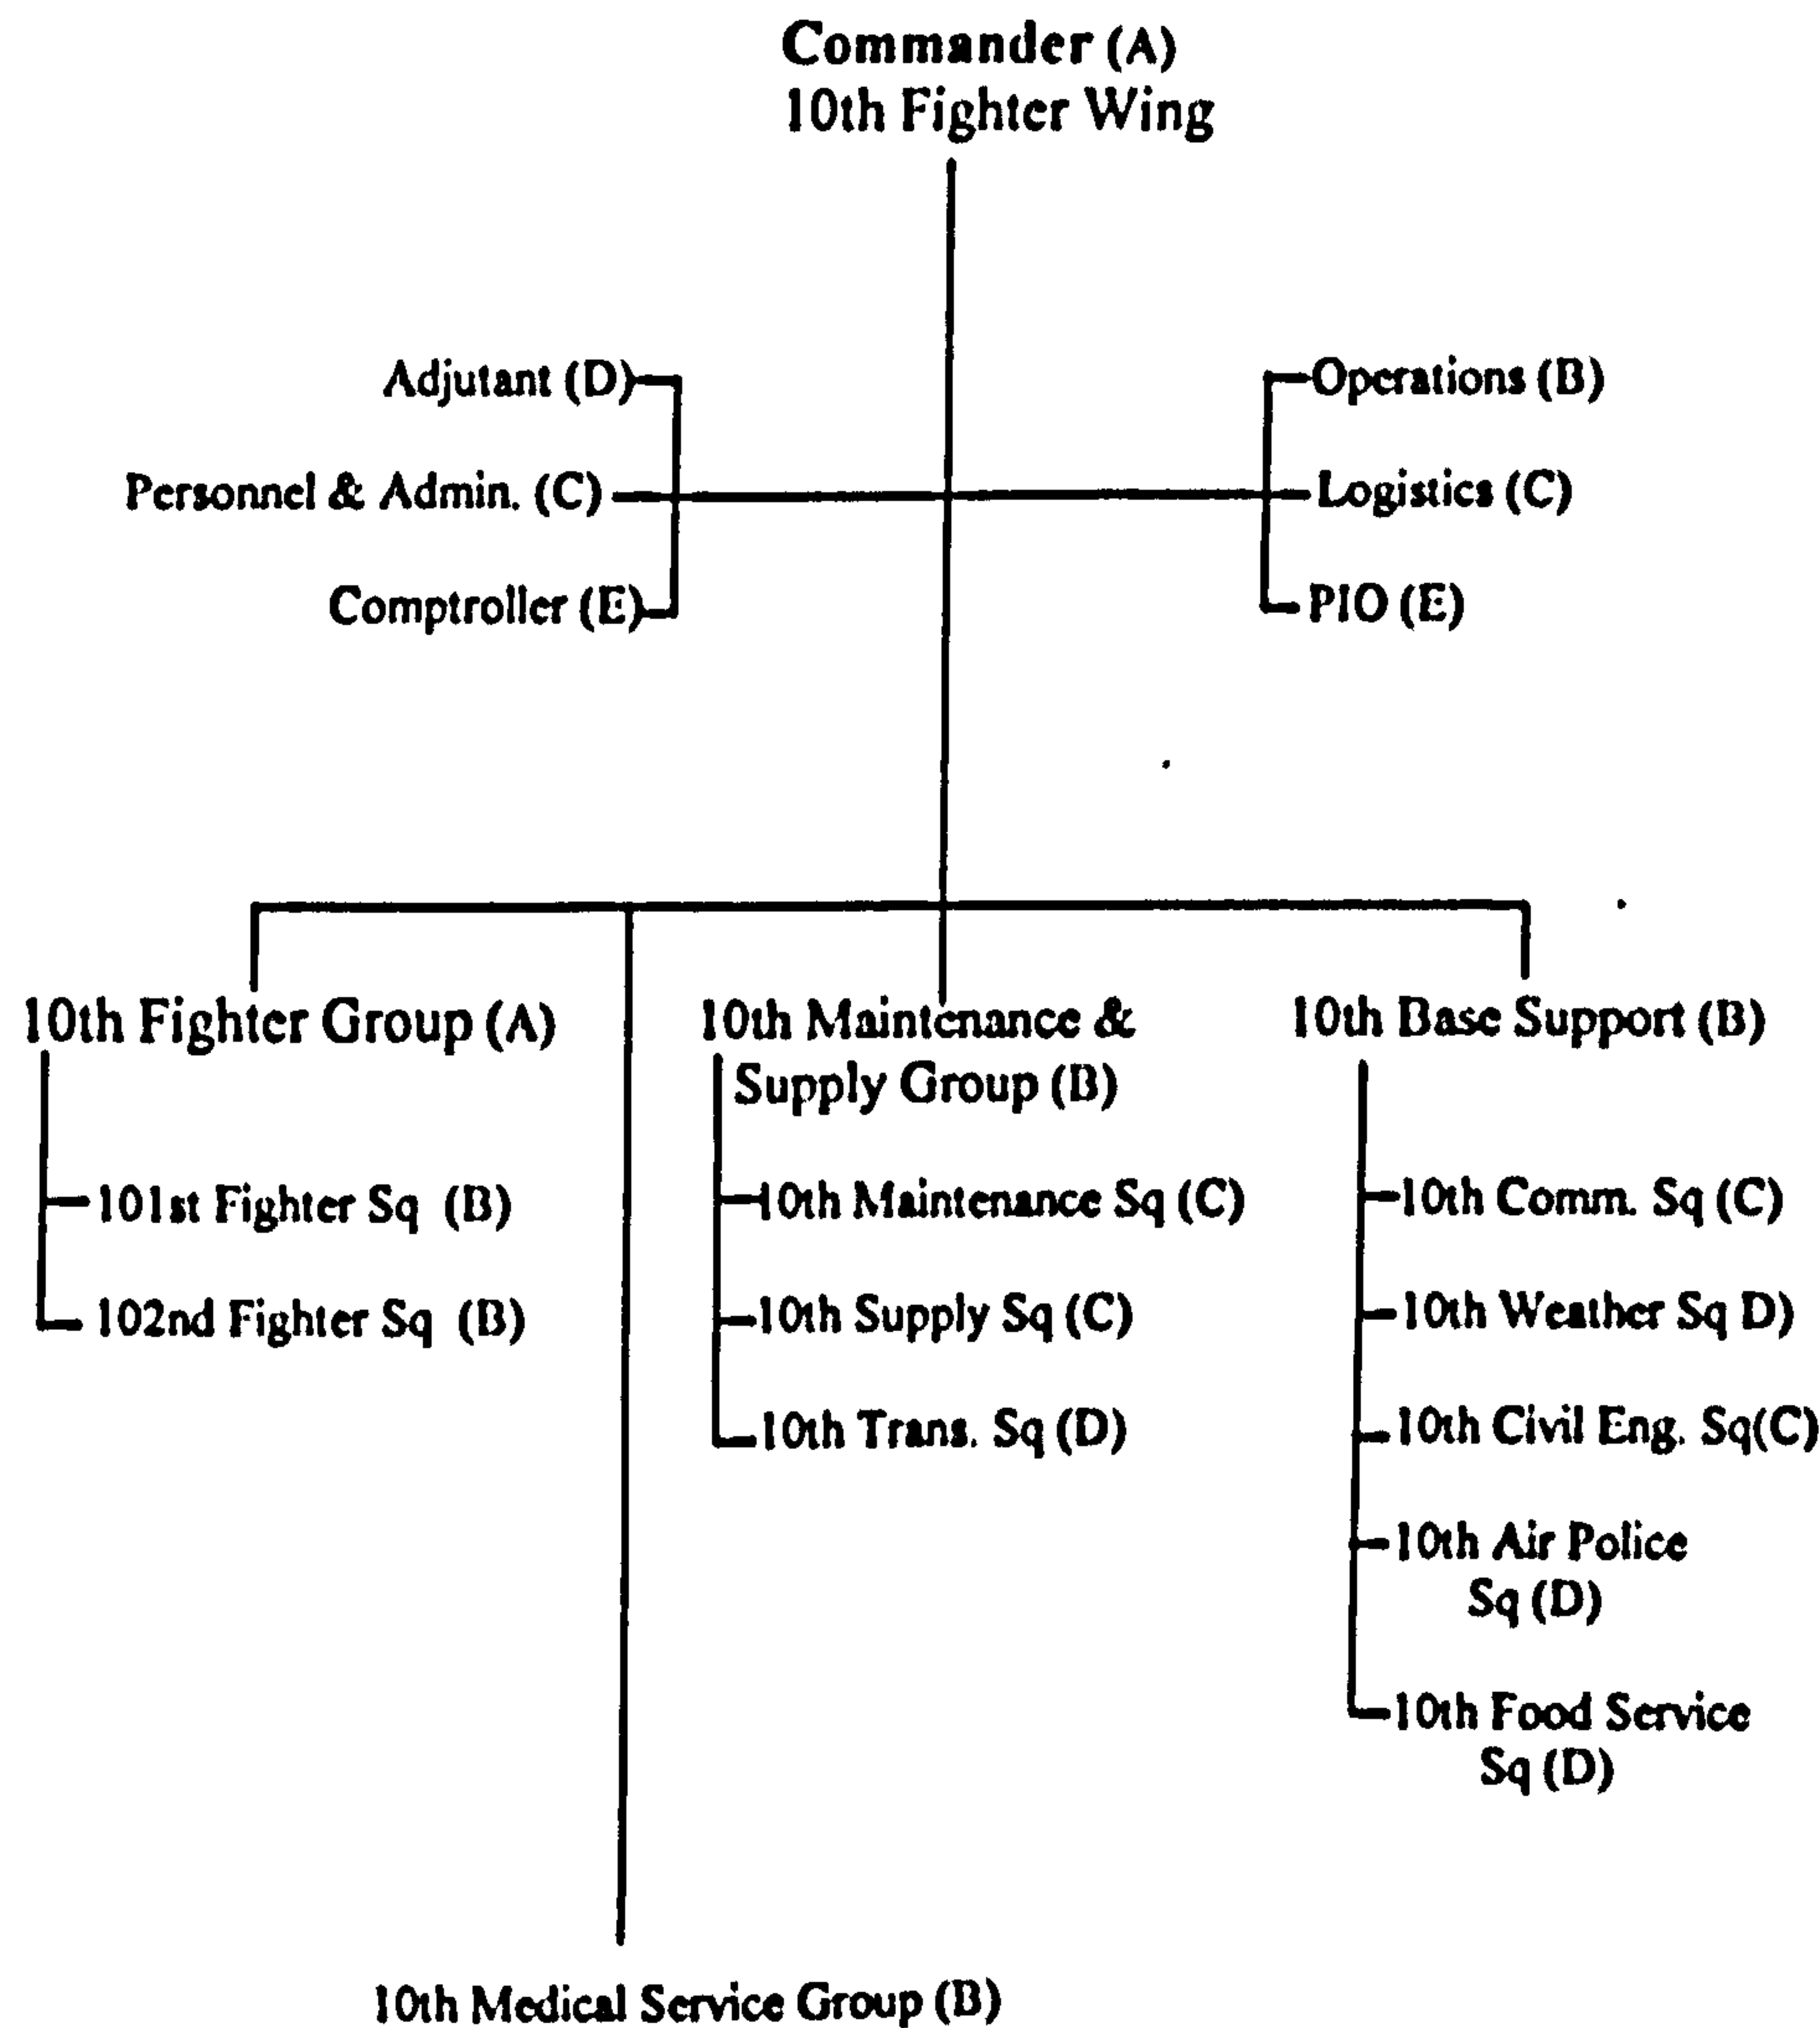 Commander (A)
10th Fighter Wing
Adjutant (D)
Personnel & Admin. (C)
Comptroller (E)
Operations (B)
Logistics (C)
PIO (E)
10th Fighter Group (A)
101st Fighter Sq (B)
102nd Fighter Sq (B)
10th Maintenance &
Supply Group (B)
10th Maintenance Sq (C)
10th Supply Sq (C)
10th Trans. Sq (D)
10th Base Support (B)
10th Comm. Sq (C)
10th Weather Sq D)
10th Civil Eng. Sq(C)
10th Air Police
Sq (D)
10th Food Service
Sq (D)
10th Medical Service Group (B)